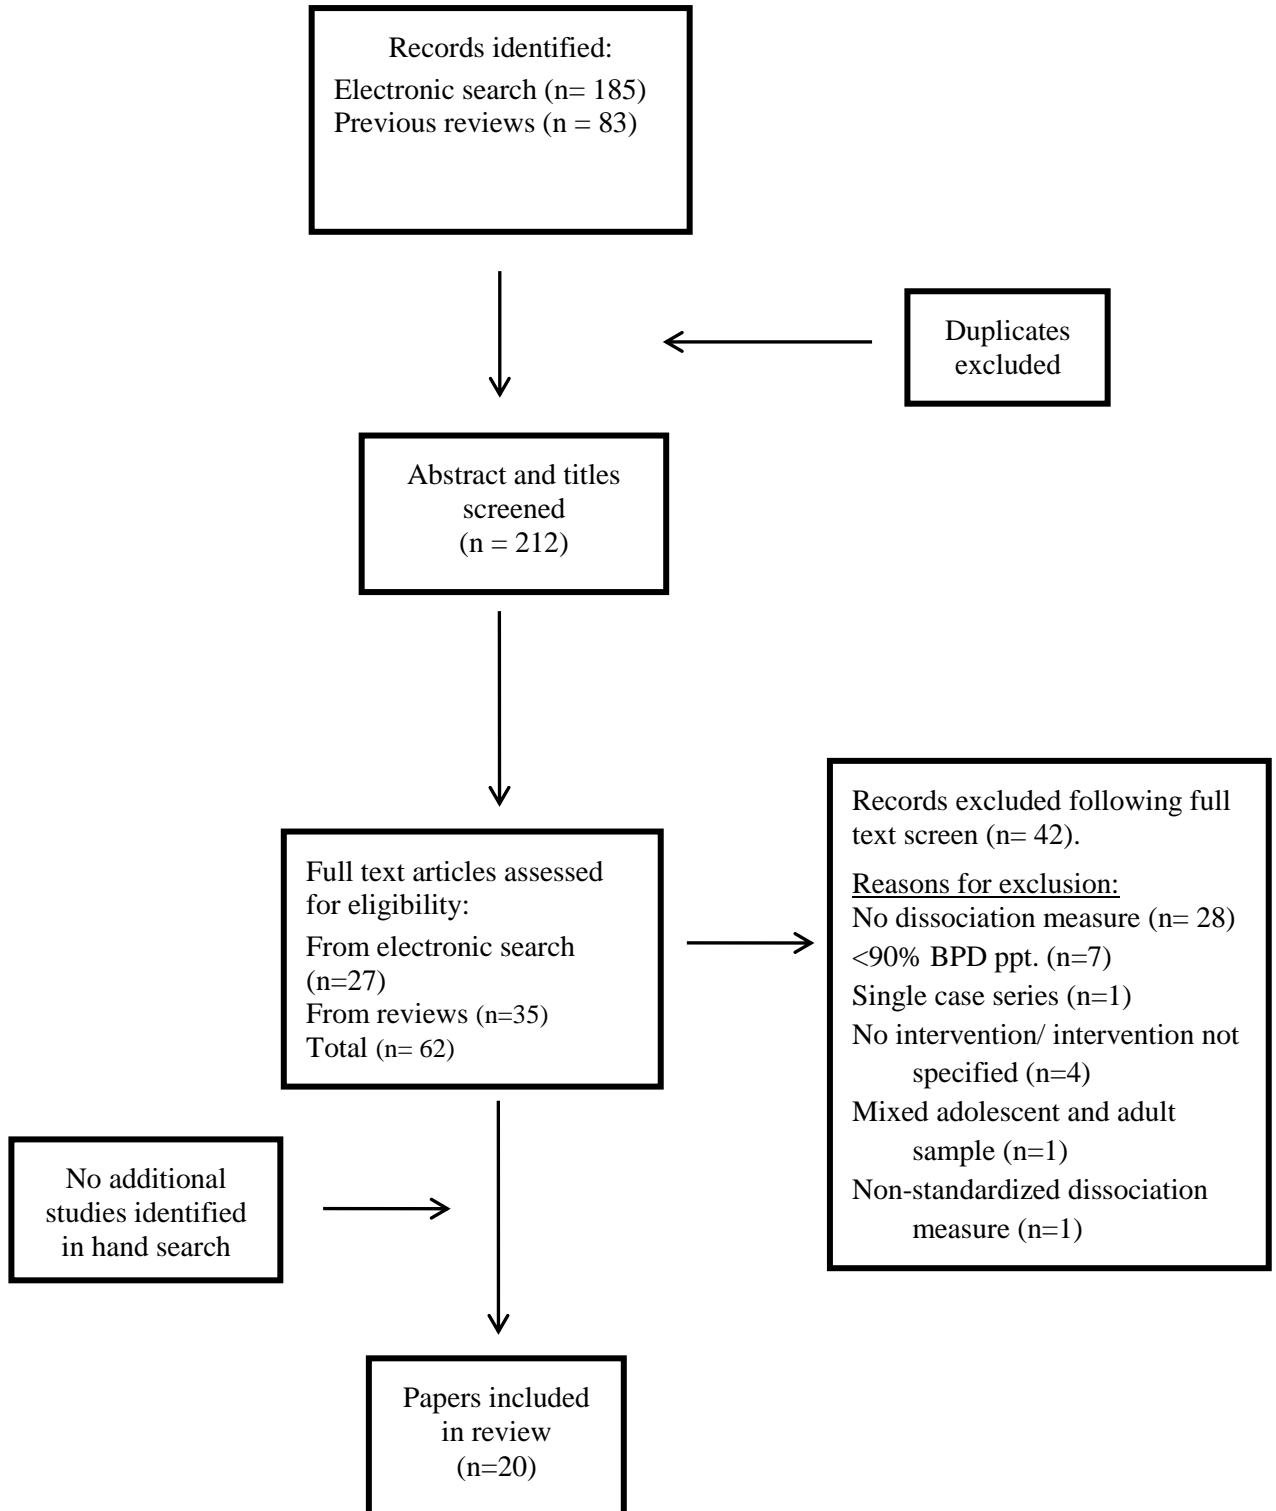 Records identified:
Electronic search (n= 185)
Previous reviews (n = 83)
Duplicates
excluded
Abstract and titles
screened
(n = 212)
Full text articles assessed
for eligibility:
From electronic search
(n=27)
From reviews (n=35)
Total (n= 62)
Records excluded following full
text screen (n= 42).
Reasons for exclusion:
No dissociation measure (n= 28)
<90% BPD ppt. (n=7)
Single case series (n=1)
No intervention/ intervention not
specified (n=4)
Mixed adolescent and adult
sample (n=1)
Non-standardized dissociation
measure (n=1)
No additional
studies identified
in hand search
Papers included
in review
(n=20)